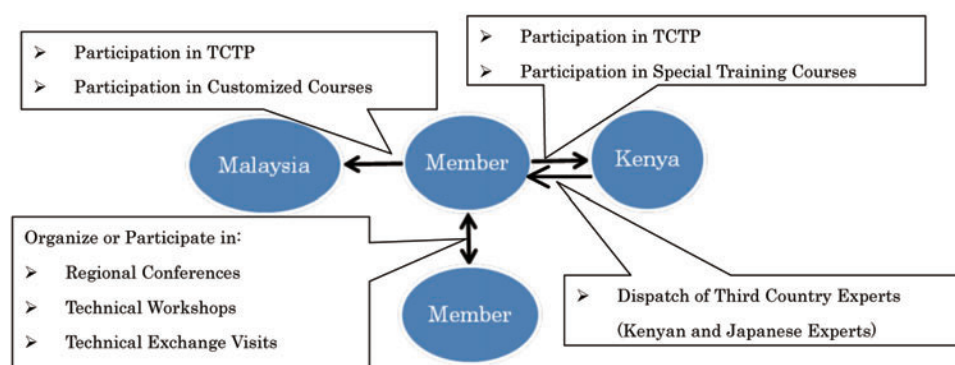 ➢ Participation in TCTP
➢ Participation in Customized Courses
➢ Participation in TCTP
➢ Participation in Special Training Courses
Malaysia
Member
Kenya
Organize or Participate in:
➢ Regional Conferences
➢ Technical Workshops
➢ Technical Exchange Visits
Member
➢ Dispatch of Third Country Experts
(Kenyan and Japanese Experts)